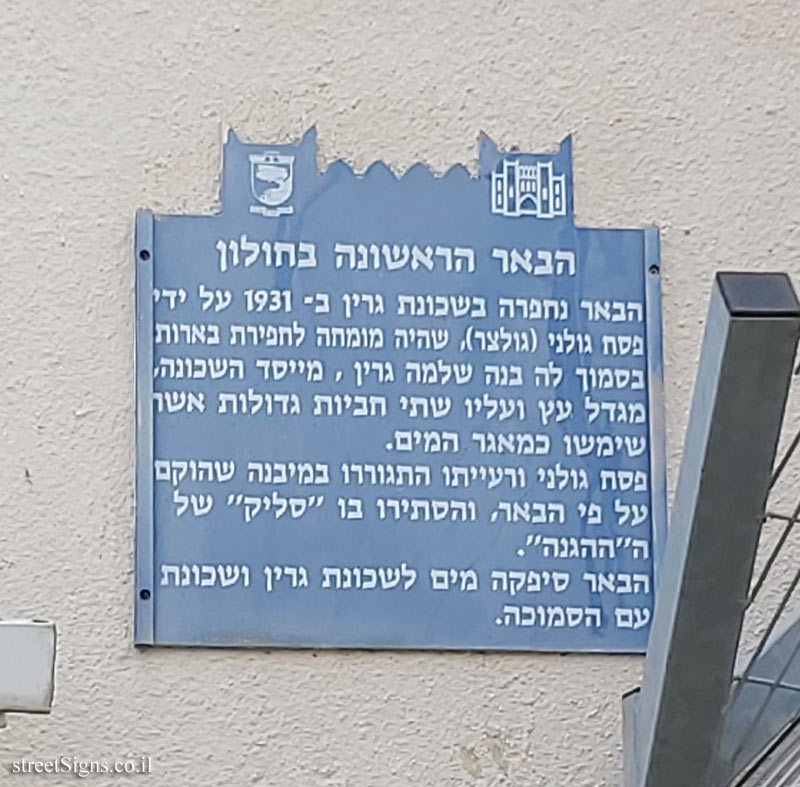 הבאר הראשונה בחולון
הבאר נחפרה בשכונת גרין ב- 1931 על ידי
פסח גולני (גולצר), שהיה מומחה לחפירת בארות
בסמוך לה בנה שלמה גרין , מייסד השכונה,
מגדל עץ ועליו שתי חביות גדולות אשר
שימשו כמאגר המים.
פסח גולני ורעייתו התגוררו במיבנה שהוקם
על פי הבאר, והסתירו בו "סליק" של
ה"ההגנה".
הבאר סיפקה מים לשכונת גרין ושכונת
עם הסמוכה.
streetSigns.co.il